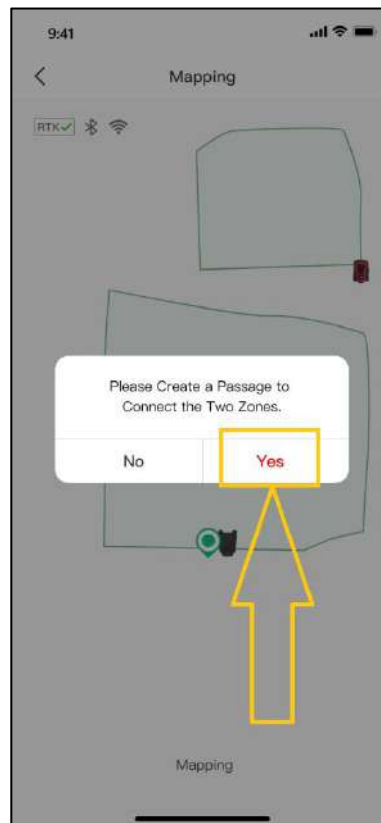 9:41
Mapping
RTK✓
Please Create a Passage to
Connect the Two Zones.
No Yes
Mapping